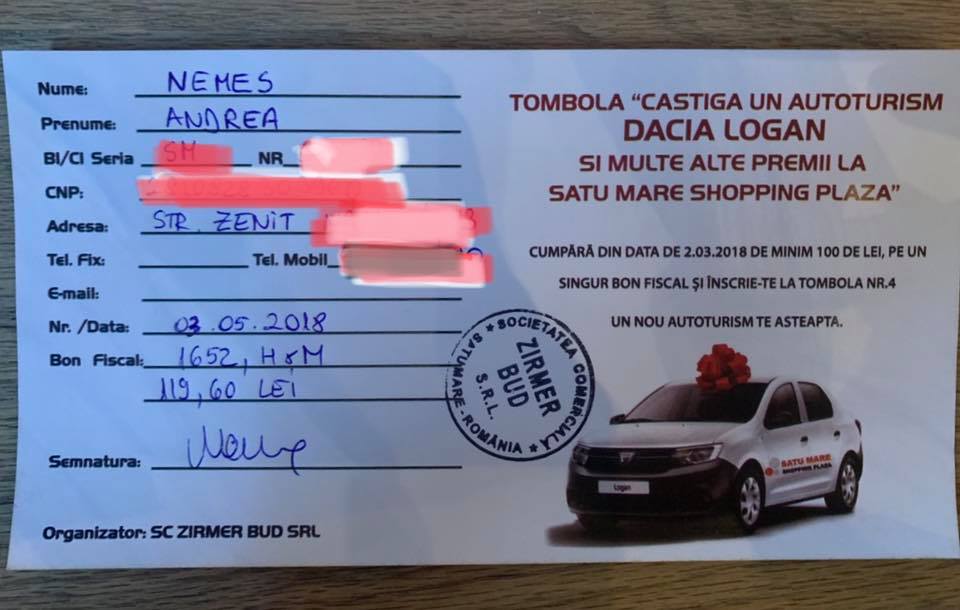 Nume: NEMES
Prenume: ANDREA
BI/CI Seria SM NR
CNP:
Adresa: STR. ZENIT
Tel. Fix: Tel. Mobil
E-mail:
Nr. /Data: 03.05.2018
Bon Fiscal: 1652, H&M
119,60 LEI
Semnatura:
Organizator: SC ZIRMER BUD SRL
TOMBOLA "CASTIGA UN AUTOTURISM
DACIA LOGAN
SI MULTE ALTE PREMII LA
SATU MARE SHOPPING PLAZA"
CUMPĂRĂ DIN DATA DE 2.03.2018 DE MINIM 100 DE LEI, PE UN
SINGUR BON FISCAL ȘI ÎNSCRIE-TE LA TOMBOLA NR.4
UN NOU AUTOTURISM TE ASTEAPTA.
SOCIETATEA COMERCIALA
ZIRMER
BUD
S.R.L.
SATU MARE-ROMÂNIA
SATU MARE
SHOPPING PLAZA
Logan